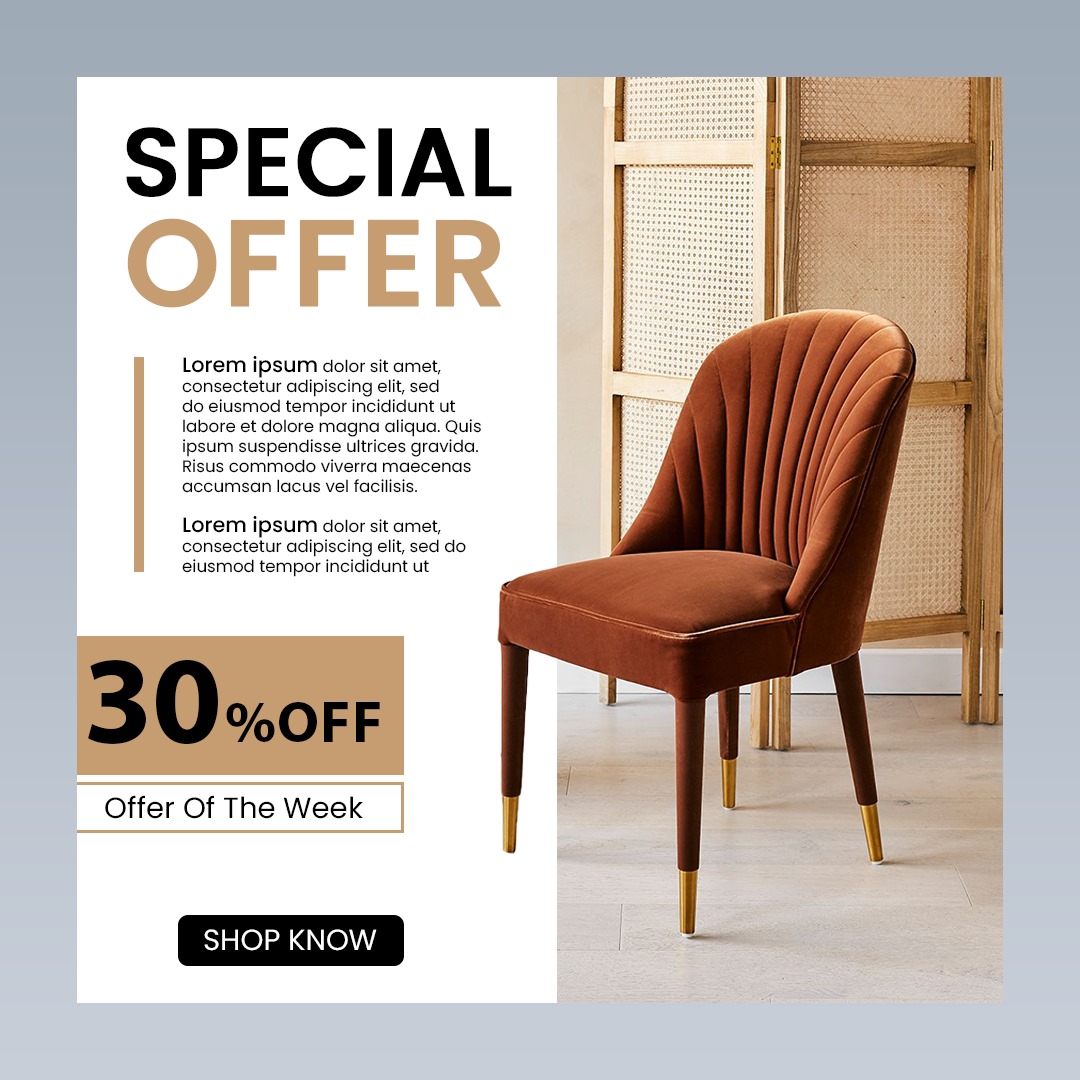 SPECIAL
OFFER
Lorem ipsum dolor sit amet,
consectetur adipiscing elit, sed
do eiusmod tempor incididunt ut
labore et dolore magna aliqua. Quis
ipsum suspendisse ultrices gravida.
Risus commodo viverra maecenas
accumsan lacus vel facilisis.
Lorem ipsum dolor sit amet,
consectetur adipiscing elit, sed do
eiusmod tempor incididunt ut
30%OFF
Offer Of The Week
SHOP KNOW